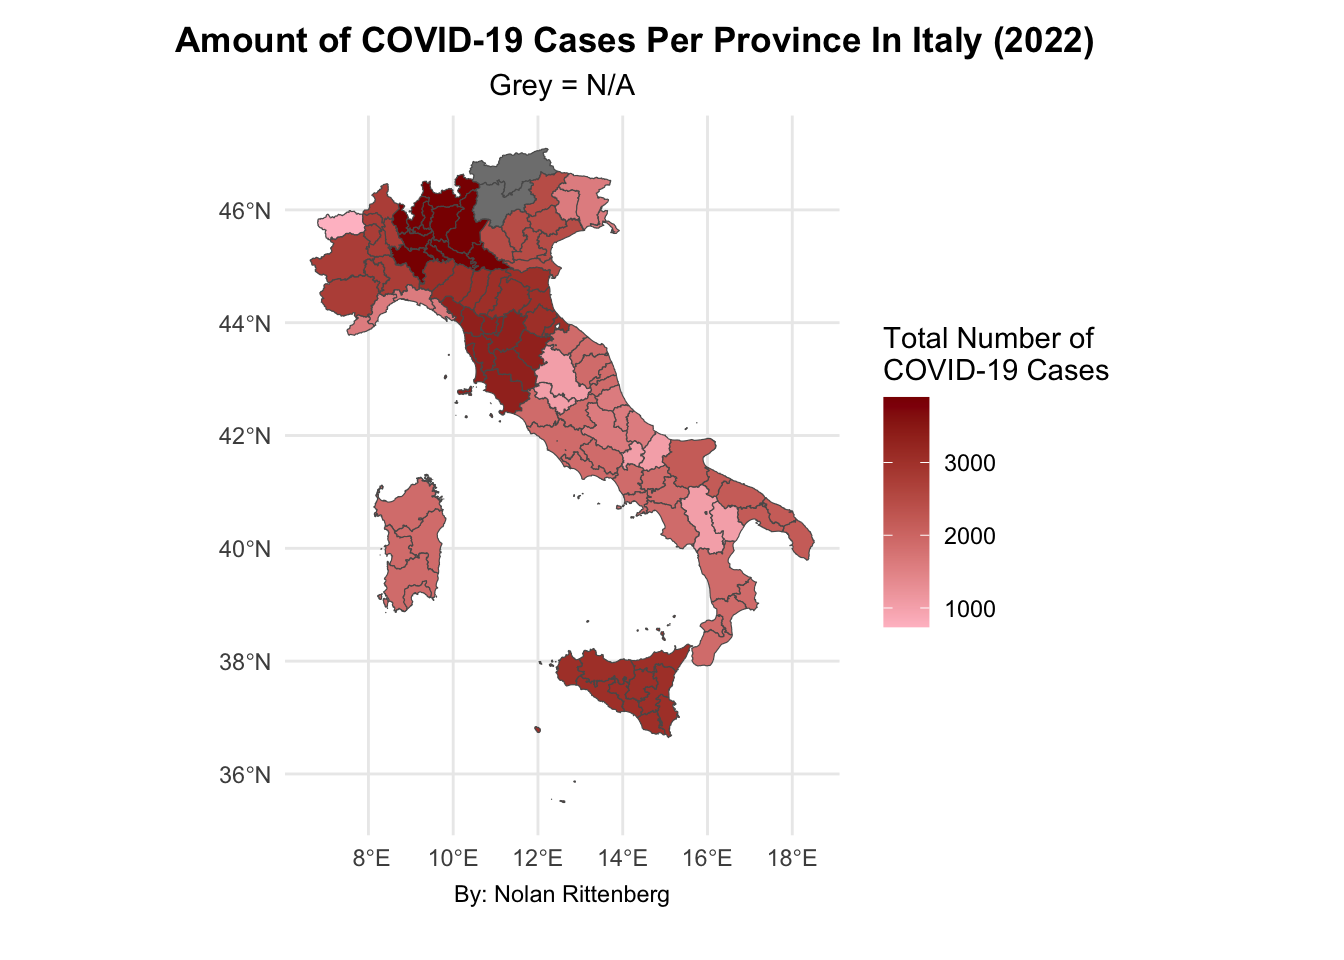 Amount of COVID-19 Cases Per Province In Italy (2022)
Grey = N/A
46°N
44°N
42°N
40°N
38°N
36°N
8°E
10°E
12°E
14°E
16°E
18°E
By: Nolan Rittenberg
Total Number of
COVID-19 Cases
3000
2000
1000